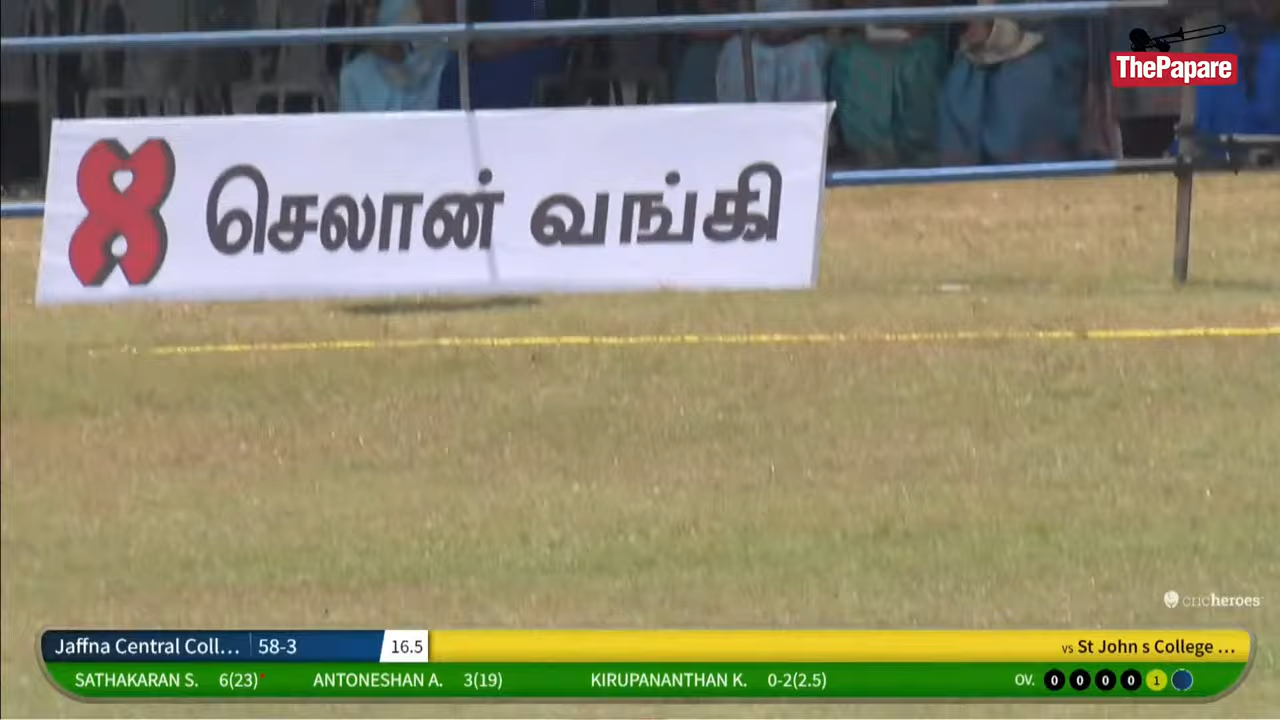 ThePapare
செலான் வங்கி
cricheroes
Jaffna Central Coll... 58-3 16.5 vs St John s College ...
SATHAKARAN S. 6(23)* ANTONESHAN A. 3(19) KIRUPANANTHAN K. 0-2(2.5) OV. 0 0 0 0 1